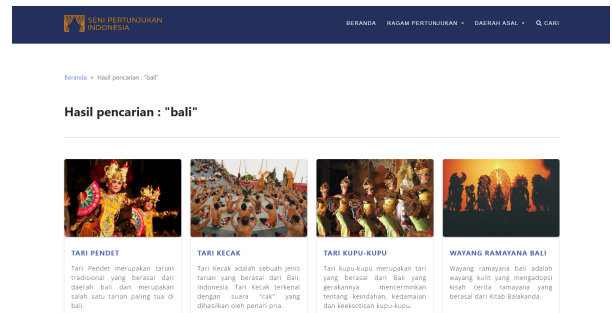 SENI PERTUNJUKAN
INDONESIA
BERANDA RAGAM PERTUNJUKAN DAERAH ASAL CARI
Beranda > Hasil pencarian : "bali"
Hasil pencarian : "bali"
TARI PENDET
Tari Pendet merupakan tarian
tradisional yang berasal dari
daerah bali dan merupakan
salah satu tarian paling tua di
bali.
TARI KECAK
Tari Kecak adalah sebuah jenis
tarian yang berasal dari Bali,
Indonesia. Tari Kecak terkenal
dengan suara "cak" yang
dihasilkan oleh penari pria.
TARI KUPU-KUPU
Tari kupu-kupu merupakan tari
yang berasal dari Bali yang
gerakannya mencerminkan
tentang keindahan, kedamaian
dan keeksotisan kupu-kupu.
WAYANG RAMAYANA BALI
Wayang ramayana bali adalah
wayang kulit yang mengadopsi
kisah cerita ramayana yang
berasal dari Kitab Balakanda.